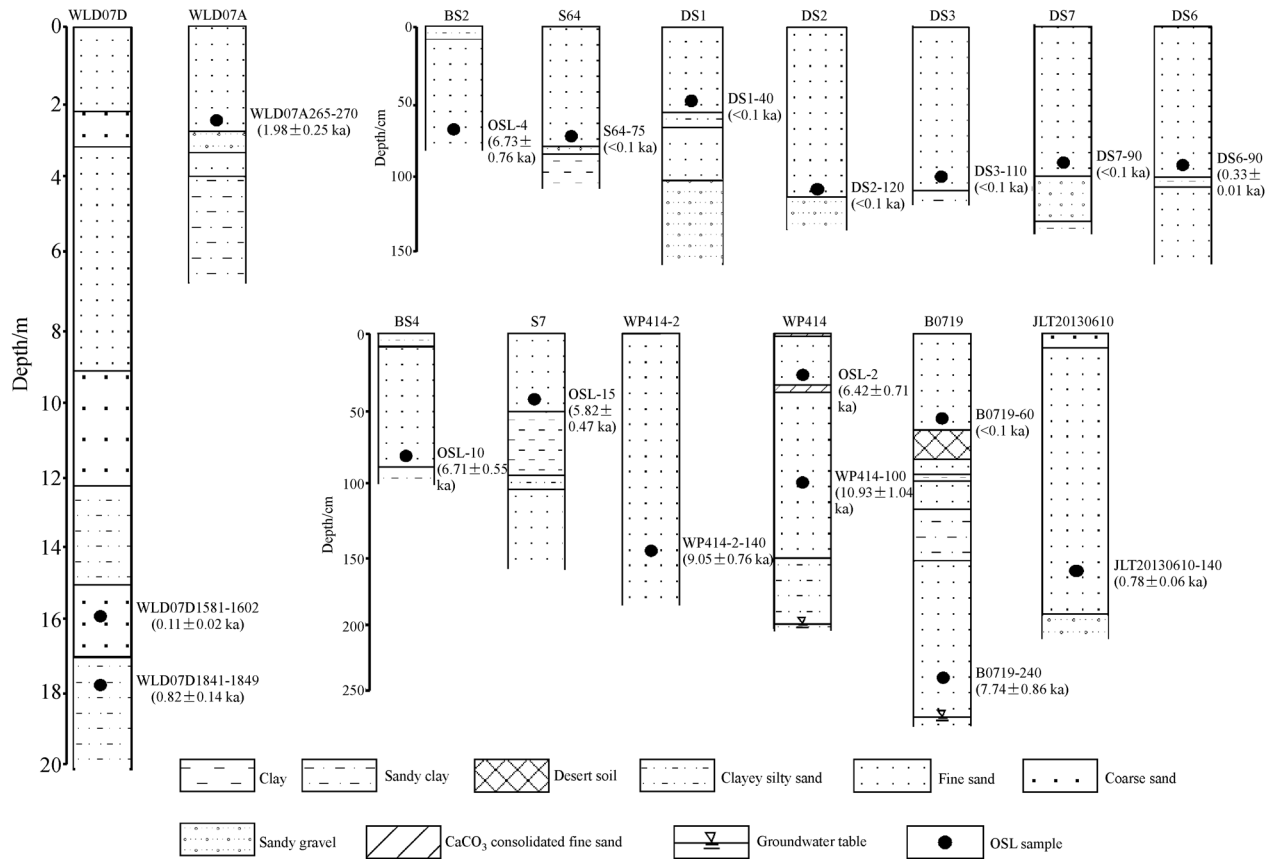 WLD07D
WLD07A
BS2
S64
DS1
DS2
DS3
DS7
DS6
Depth/m
0
2
4
6
8
10
12
14
16
18
20
WLD07A265-270
(1.98±0.25 ka)
WLD07D1581-1602
(0.11±0.02 ka)
WLD07D1841-1849
(0.82±0.14 ka)
Depth/cm
0
50
100
150
OSL-4
(6.73±
0.76 ka)
S64-75
(<0.1 ka)
DS1-40
(<0.1 ka)
DS2-120
(<0.1 ka)
DS3-110
(<0.1 ka)
DS7-90
(<0.1 ka)
DS6-90
(0.33±
0.01 ka)
BS4
S7
WP414-2
WP414
B0719
JLT20130610
Depth/cm
0
50
100
150
200
250
OSL-10
(6.71±0.55
ka)
OSL-15
(5.82±
0.47 ka)
WP414-2-140
(9.05±0.76 ka)
OSL-2
(6.42±0.71
ka)
WP414-100
(10.93±1.04
ka)
B0719-60
(<0.1 ka)
B0719-240
(7.74±0.86 ka)
JLT20130610-140
(0.78±0.06 ka)
Clay
Sandy clay
Desert soil
Clayey silty sand
Fine sand
Coarse sand
Sandy gravel
CaCO3 consolidated fine sand
Groundwater table
OSL sample